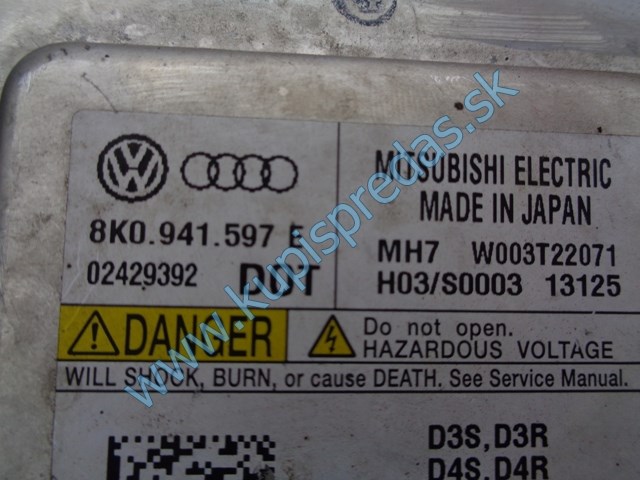 8K0.941.597 E
02429392 DDT
MITSUBISHI ELECTRIC
MADE IN JAPAN
MH7 W003T22071
H03/S0003 13125
DANGER
Do not open.
HAZARDOUS VOLTAGE
WILL SHOCK, BURN, or cause DEATH. See Service Manual.
D3S,D3R
D4S,D4R
www.kupispredas.sk